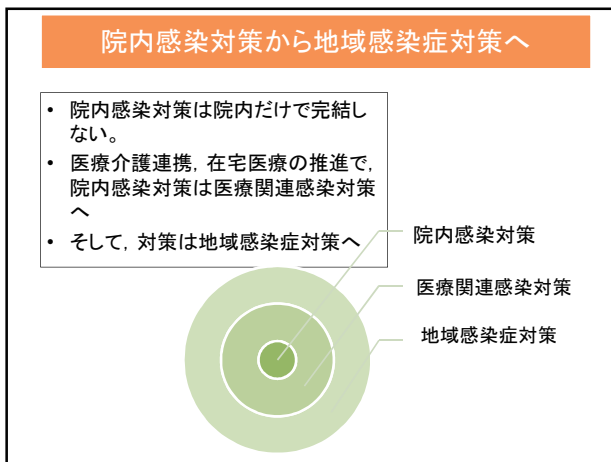 院内感染対策から地域感染症対策へ
• 院内感染対策は院内だけで完結し
ない。
• 医療介護連携，在宅医療の推進で，
院内感染対策は医療関連感染対策
へ
• そして，対策は地域感染症対策へ
院内感染対策
医療関連感染対策
地域感染症対策